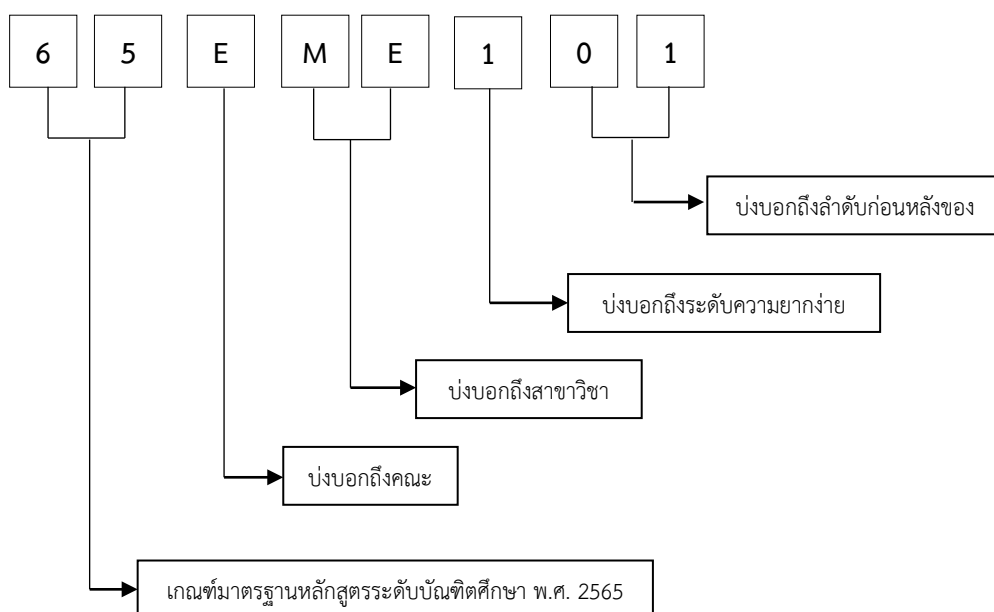 6 5 E M E 1 0 1
บ่งบอกถึงลำดับก่อนหลังของ
บ่งบอกถึงระดับความยากง่าย
บ่งบอกถึงสาขาวิชา
บ่งบอกถึงคณะ
เกณฑ์มาตรฐานหลักสูตรระดับบัณฑิตศึกษา พ.ศ. 2565